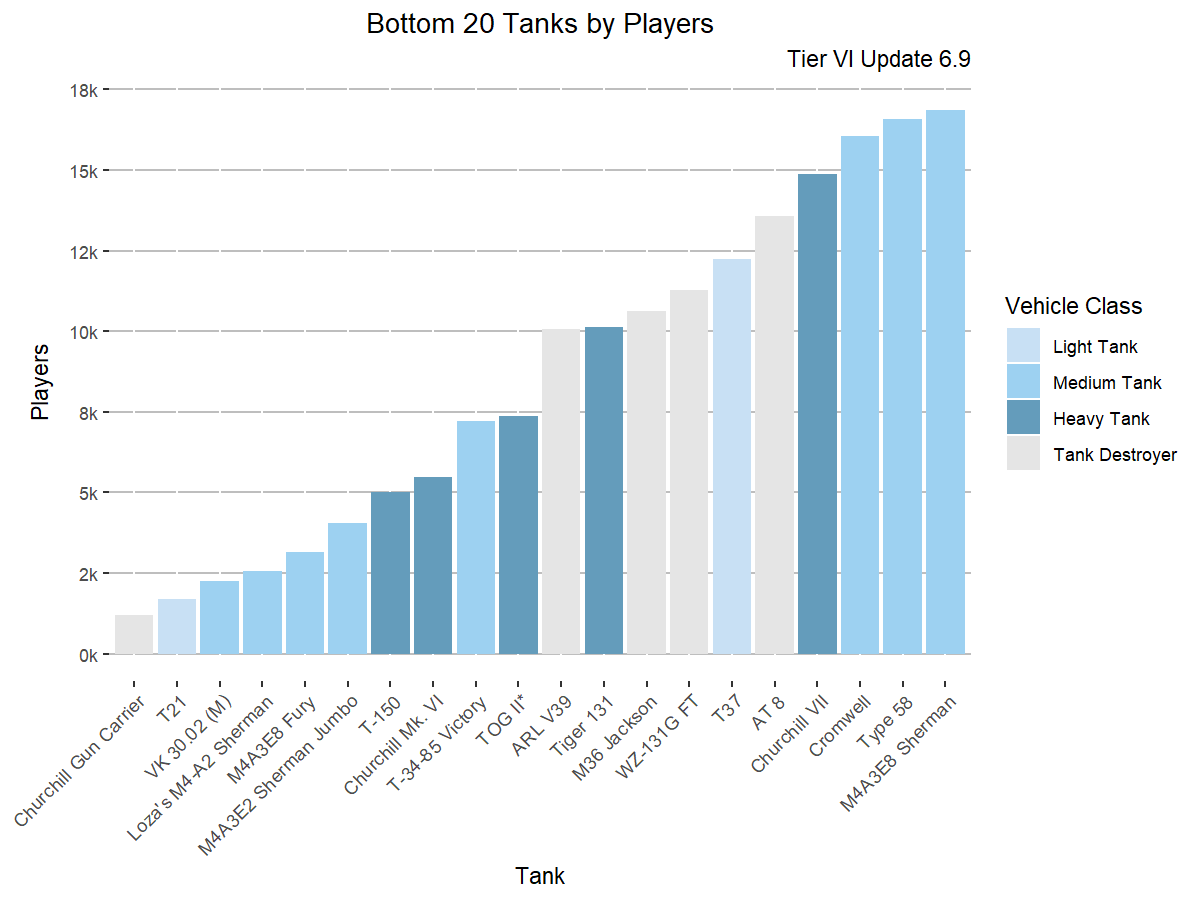 Bottom 20 Tanks by Players
Tier VI Update 6.9
18k
15k
12k
10k
8k
5k
2k
0k
Players
Churchill Gun Carrier
T21
VK 30.02 (M)
Loza's M4-A2 Sherman
M4A3E8 Fury
M4A3E2 Sherman Jumbo
T-150
Churchill Mk. VI
T-34-85 Victory
TOG II*
ARL V39
Tiger 131
M36 Jackson
WZ-131G FT
T37
AT 8
Churchill VII
Cromwell
Type 58
M4A3E8 Sherman
Tank
Vehicle Class
Light Tank
Medium Tank
Heavy Tank
Tank Destroyer